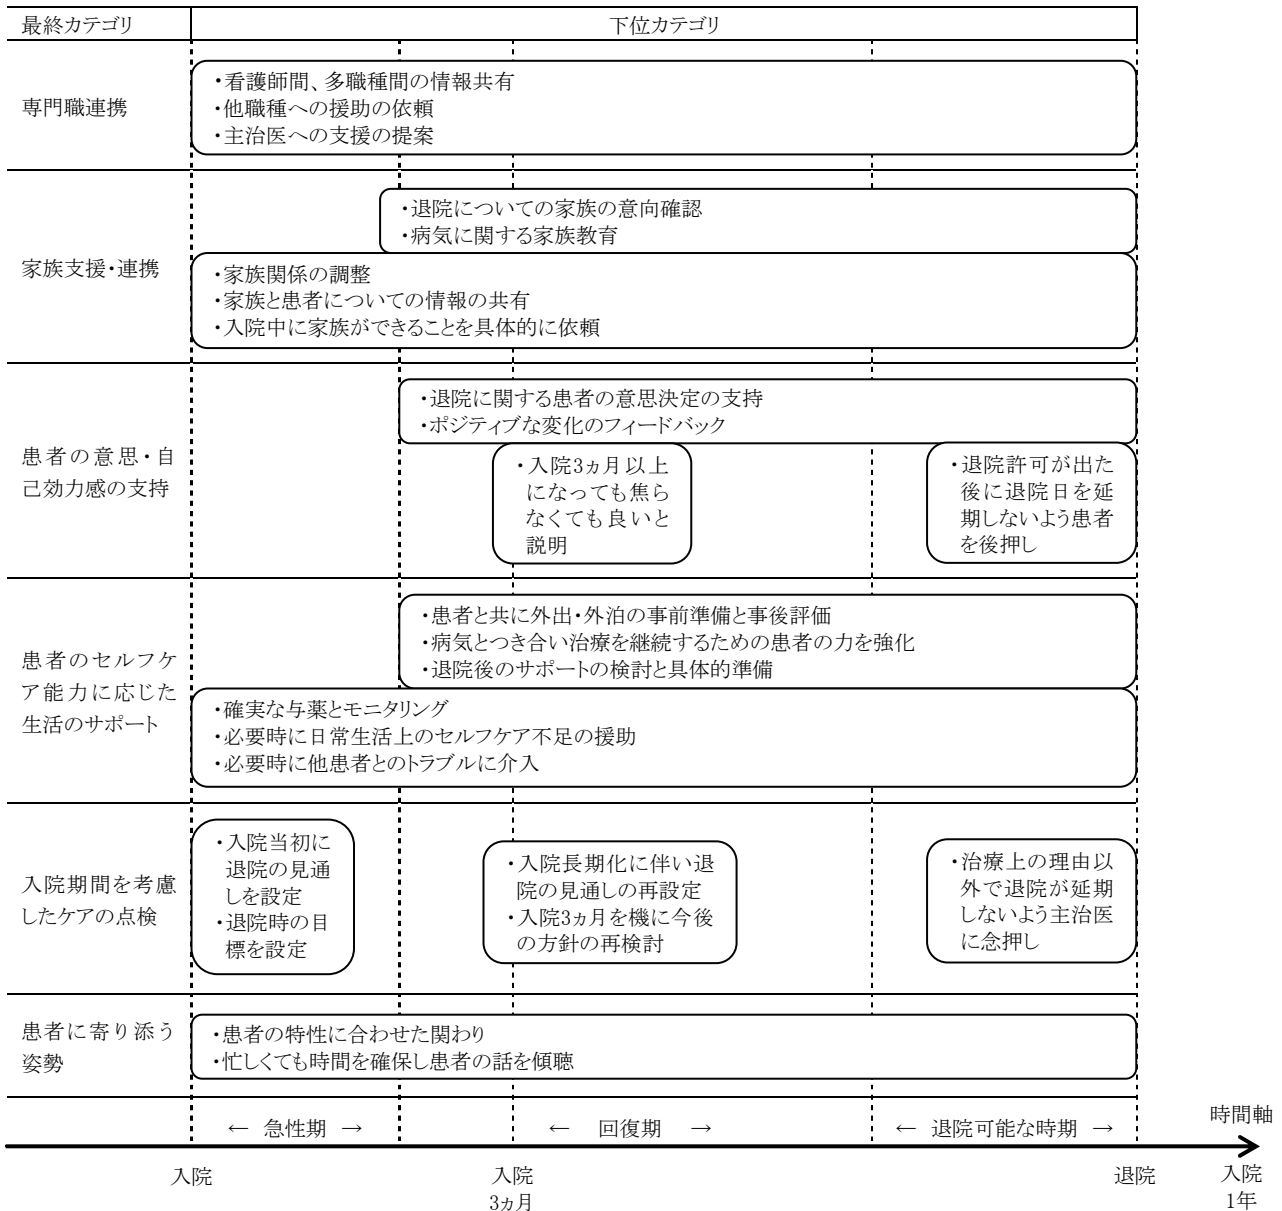 最終カテゴリ
下位カテゴリ
専門職連携
・看護師間、多職種間の情報共有
・他職種への援助の依頼
・主治医への支援の提案
家族支援・連携
・退院についての家族の意向確認
・病気に関する家族教育
・家族関係の調整
・家族と患者についての情報の共有
・入院中に家族ができることを具体的に依頼
患者の意思・自
己効力感の支持
・退院に関する患者の意思決定の支持
・ポジティブな変化のフィードバック
・入院3ヵ月以上
になっても焦ら
なくても良いと
説明
・退院許可が出た
後に退院日を延
期しないよう患者
を後押し
患者のセルフケ
ア能力に応じた
生活のサポート
・患者と共に外出・外泊の事前準備と事後評価
・病気とつき合い治療を継続するための患者の力を強化
・退院後のサポートの検討と具体的準備
・確実な与薬とモニタリング
・必要時に日常生活上のセルフケア不足の援助
・必要時に他患者とのトラブルに介入
入院期間を考慮
したケアの点検
・入院当初に
退院の見通
しを設定
・退院時の目
標を設定
・入院長期化に伴い退
院の見通しの再設定
・入院3ヵ月を機に今後
の方針の再検討
・治療上の理由以
外で退院が延期
しないよう主治医
に念押し
患者に寄り添う
姿勢
・患者の特性に合わせた関わり
・忙しくても時間を確保し患者の話を傾聴
← 急性期 →
← 回復期 →
← 退院可能な時期 →
時間軸
入院
入院
3ヵ月
退院
入院
1年